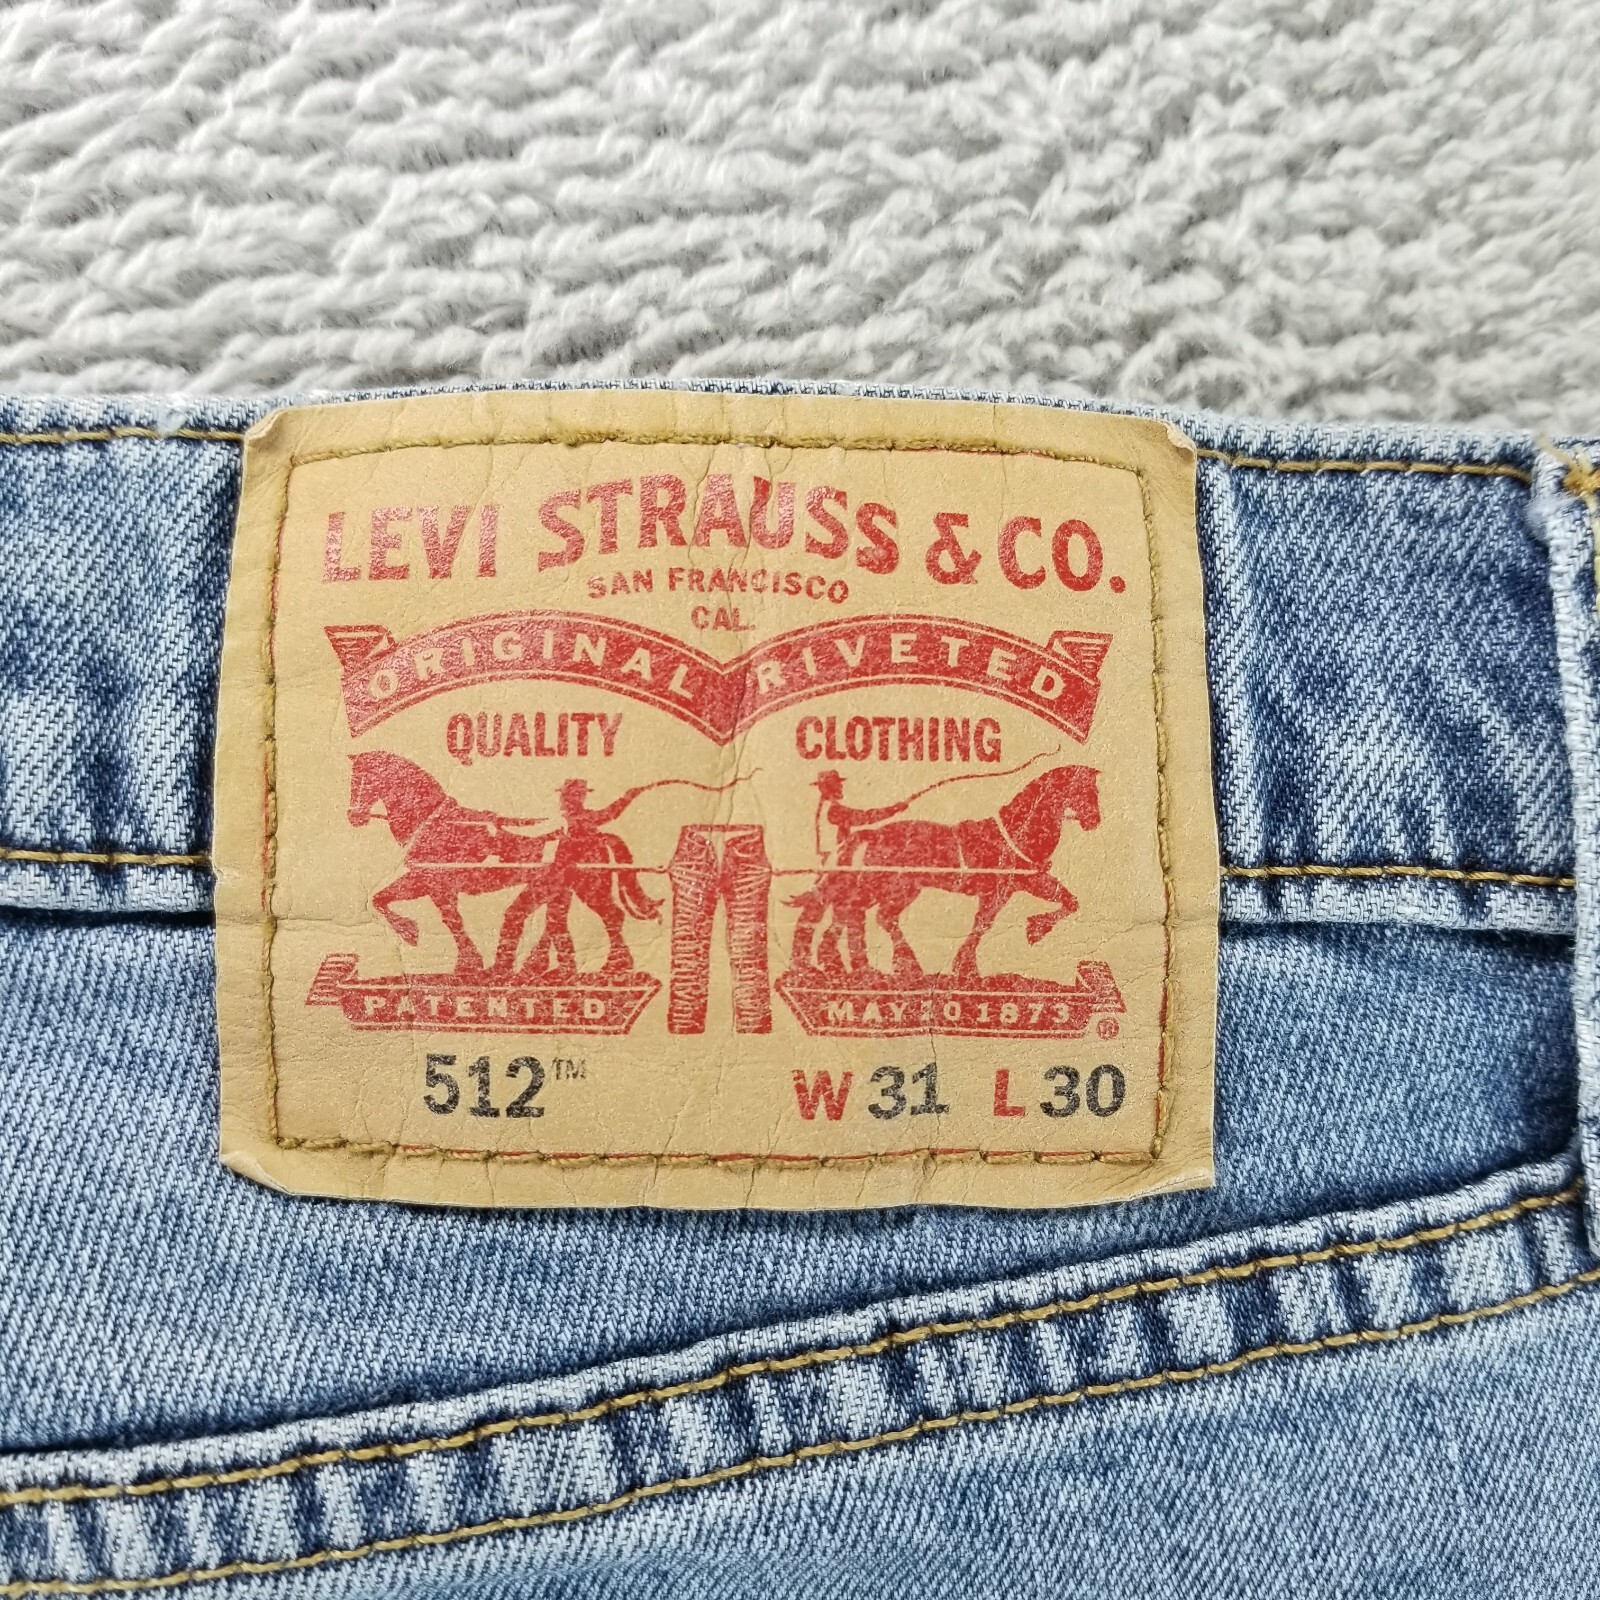 LEVI STRAUSS & CO.
SAN FRANCISCO
CAL.
ORIGINAL RIVETED
QUALITY CLOTHING
PATENTED MAY 20 1873 ®
512™ W 31 L 30